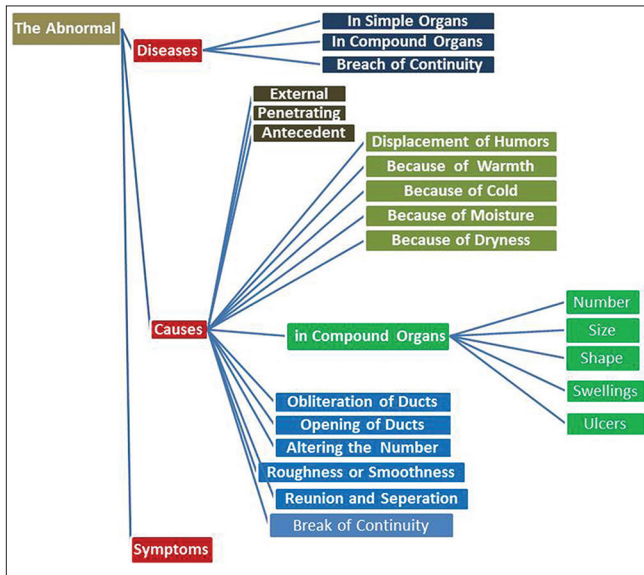 The Abnormal
Diseases
In Simple Organs
In Compound Organs
Breach of Continuity
External
Penetrating
Antecedent
Displacement of Humors
Because of Warmth
Because of Cold
Because of Moisture
Because of Dryness
Causes
in Compound Organs
Number
Size
Shape
Swellings
Ulcers
Obliteration of Ducts
Opening of Ducts
Altering the Number
Roughness or Smoothness
Reunion and Seperation
Break of Continuity
Symptoms